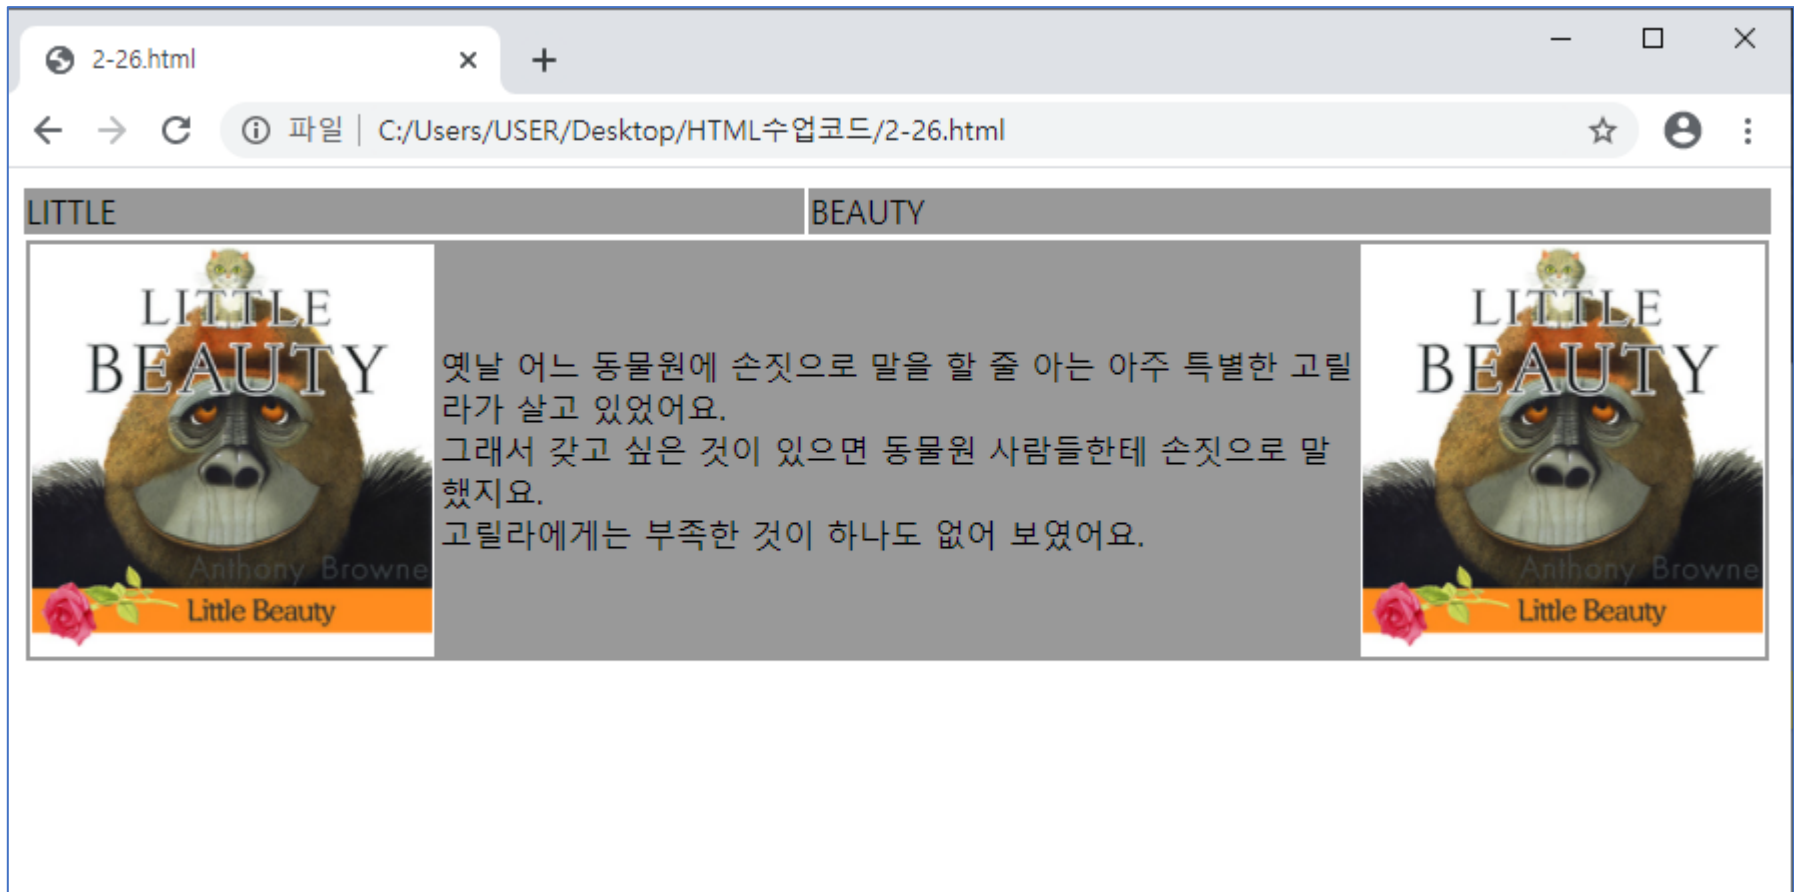 2-26.html
파일 | C:/Users/USER/Desktop/HTML수업코드/2-26.html
LITTLE
BEAUTY
LITTLE
BEAUTY
Anthony Browne
Little Beauty
옛날 어느 동물원에 손짓으로 말을 할 줄 아는 아주 특별한 고릴
라가 살고 있었어요.
그래서 갖고 싶은 것이 있으면 동물원 사람들한테 손짓으로 말
했지요.
고릴라에게는 부족한 것이 하나도 없어 보였어요.
LITTLE
BEAUTY
Anthony Browne
Little Beauty